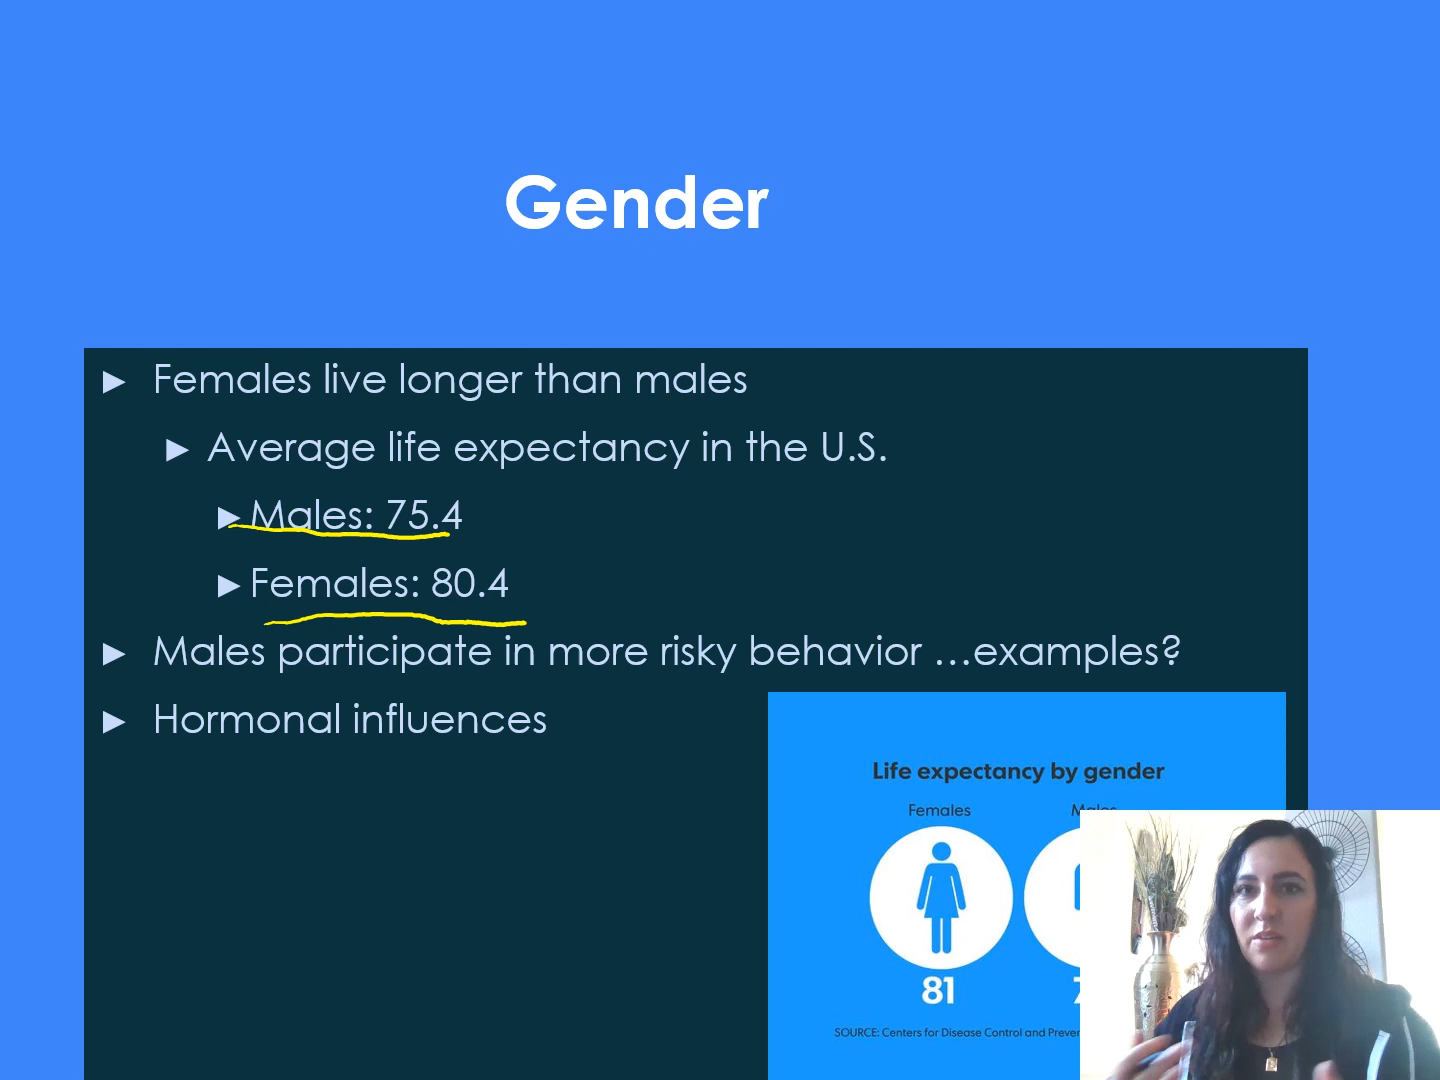 Gender
► Females live longer than males
► Average life expectancy in the U.S.
► Males: 75.4
► Females: 80.4
► Males participate in more risky behavior …examples?
► Hormonal influences
Life expectancy by gender
Females Males
81
SOURCE: Centers for Disease Control and